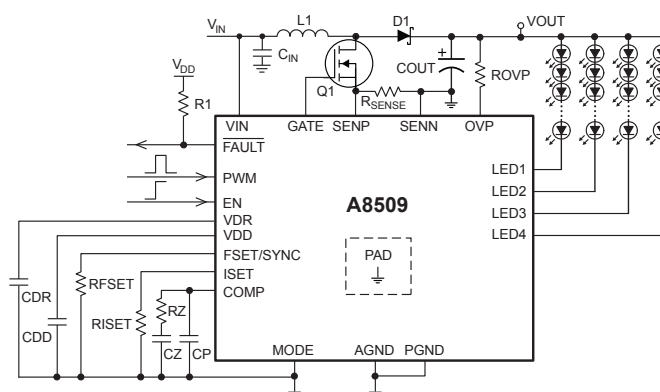 VIN
L1
D1
VOUT
CIN
VDD
Q1
COUT
ROVP
R1
RSENSE
VIN
GATE
SENP
SENN
OVP
FAULT
PWM
EN
VDR
VDD
FSET/SYNC
ISET
COMP
A8509
PAD
LED1
LED2
LED3
LED4
CDR
CDD
RFSET
RISET
RZ
CZ
CP
MODE
AGND
PGND